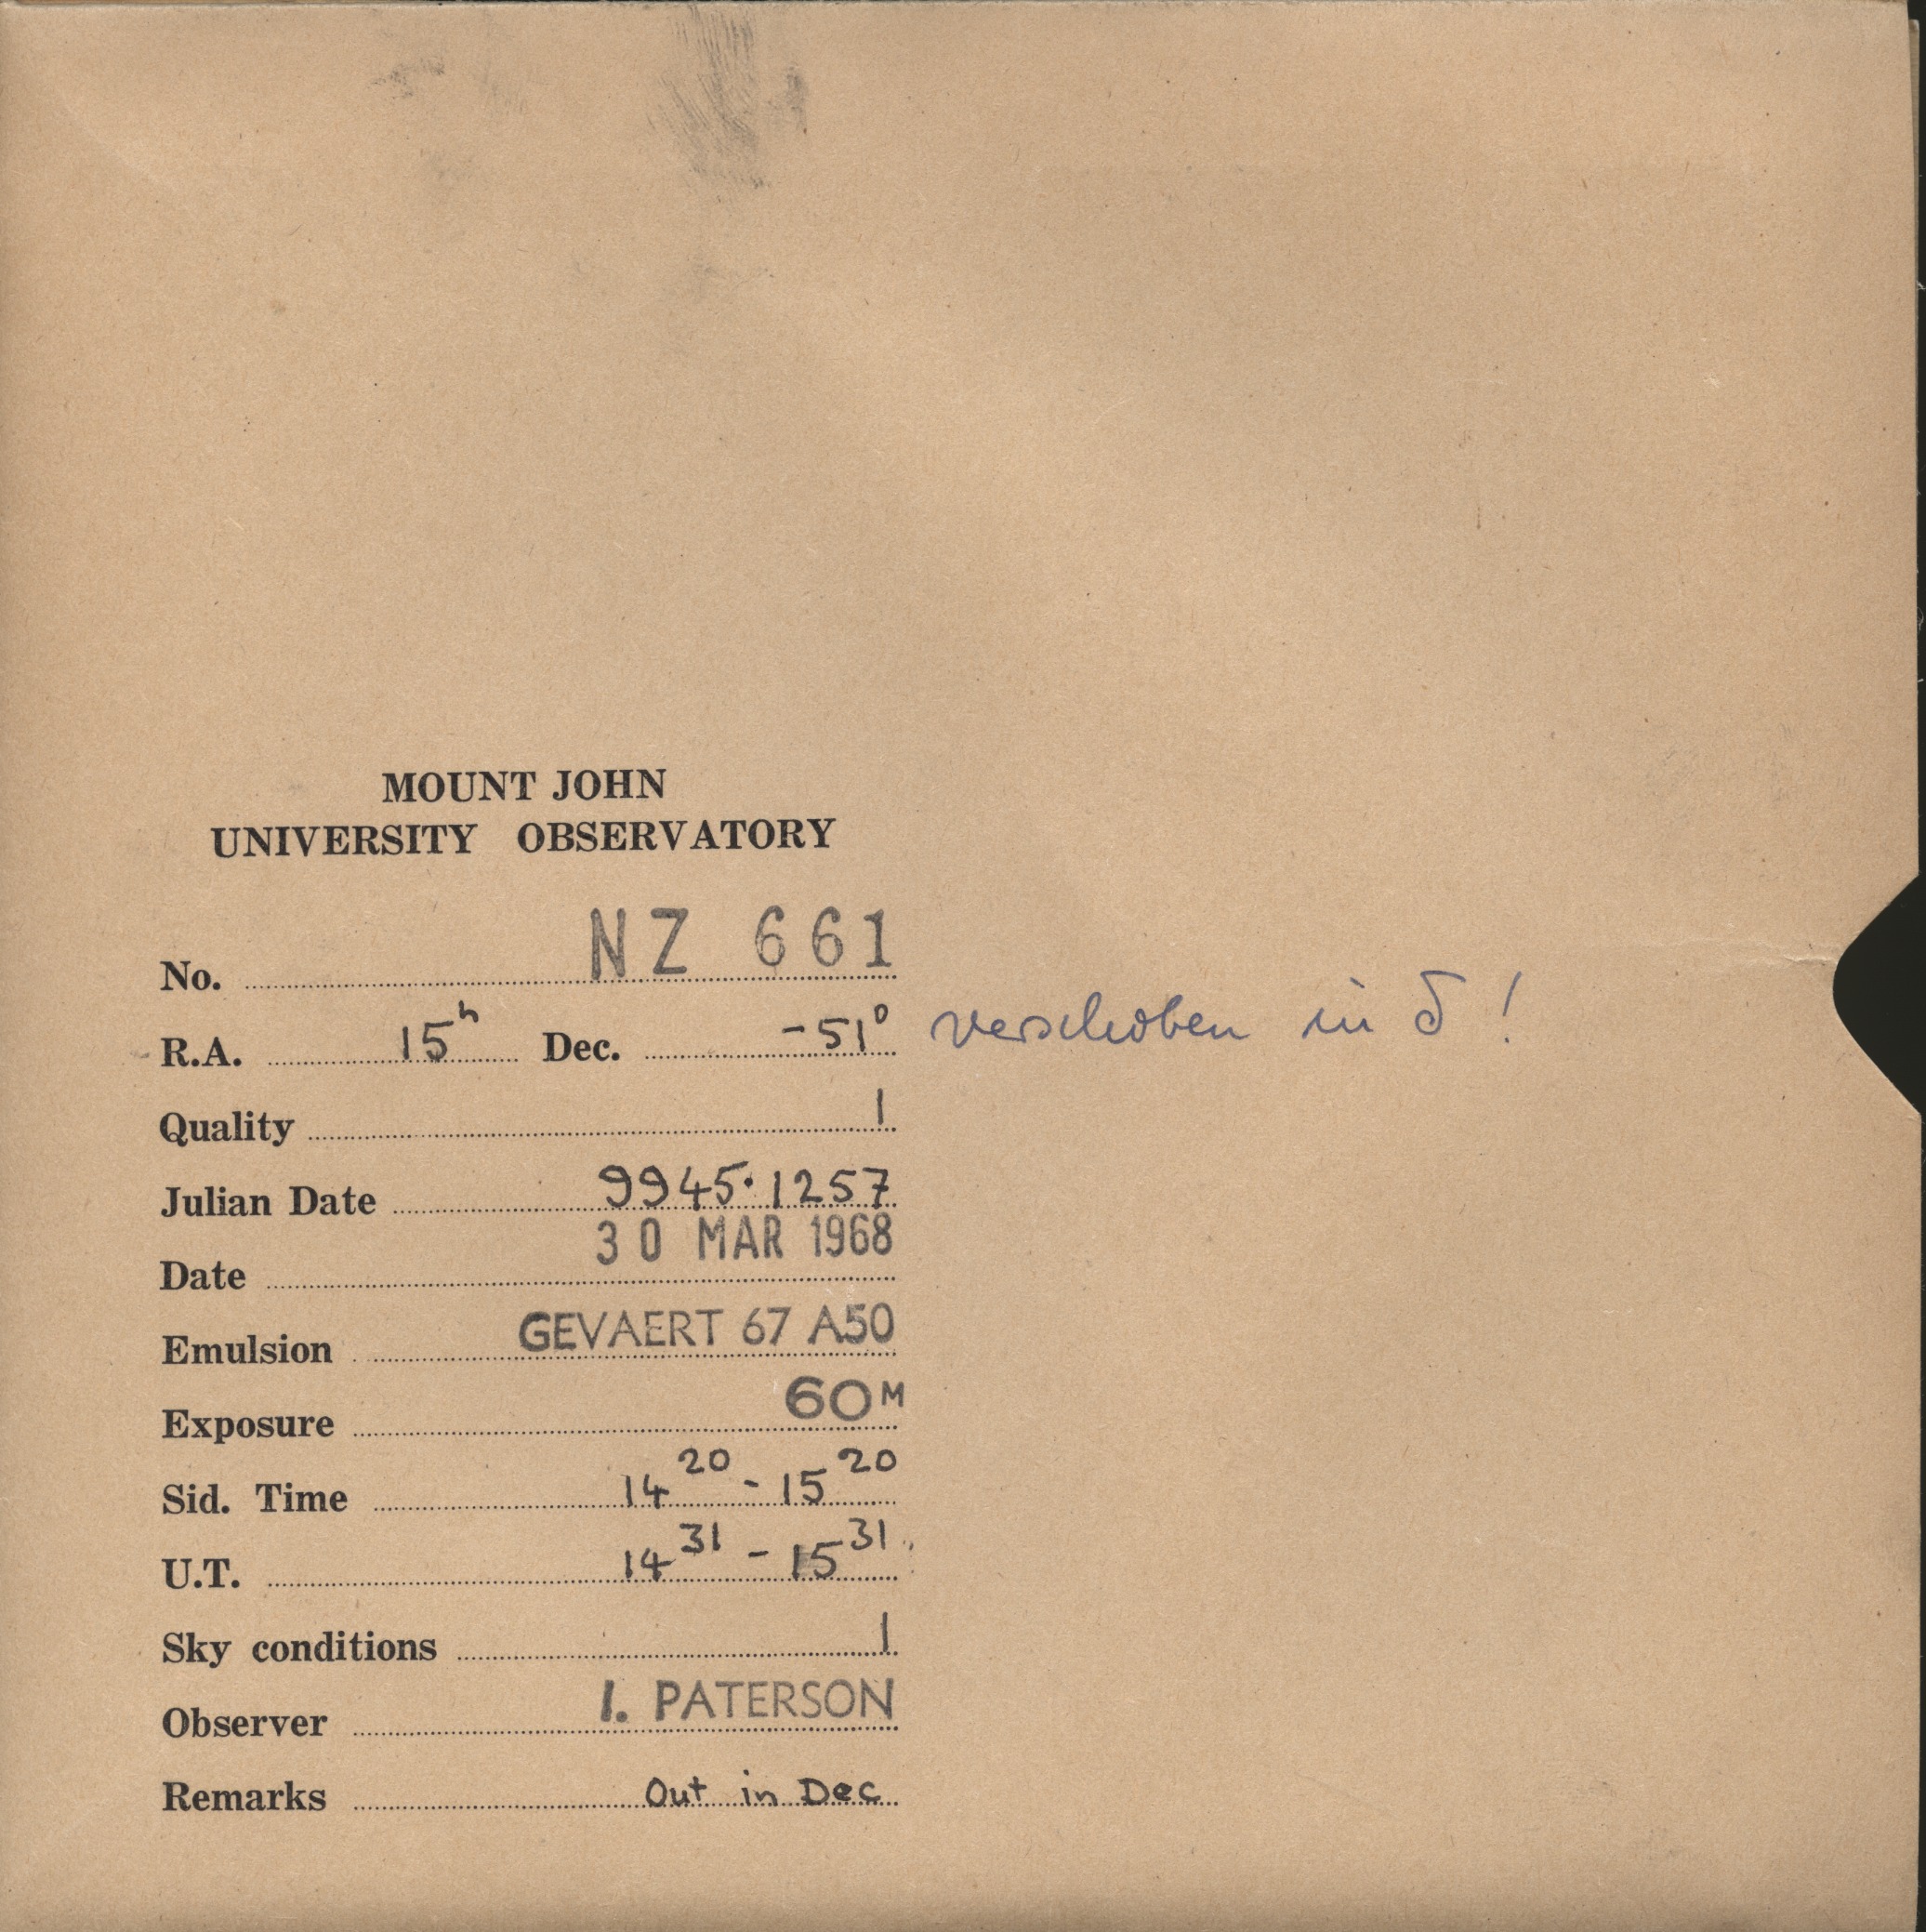 MOUNT JOHN
UNIVERSITY OBSERVATORY
No. NZ 661
R.A. 15h Dec. -51° verschoben in δ!
Quality 1
Julian Date 9945.1257
Date 30 MAR 1968
Emulsion GEVAERT 67 A50
Exposure 60M
Sid. Time 14 20 - 15 20
U.T. 14 31 - 15 31
Sky conditions 1
Observer I. PATERSON
Remarks Out in Dec